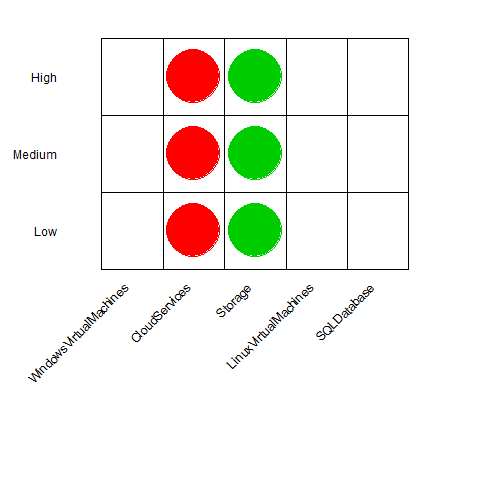 High
Medium
Low
WindowsVirtualMachines
CloudServices
Storage
LinuxVirtualMachines
SQLDatabase